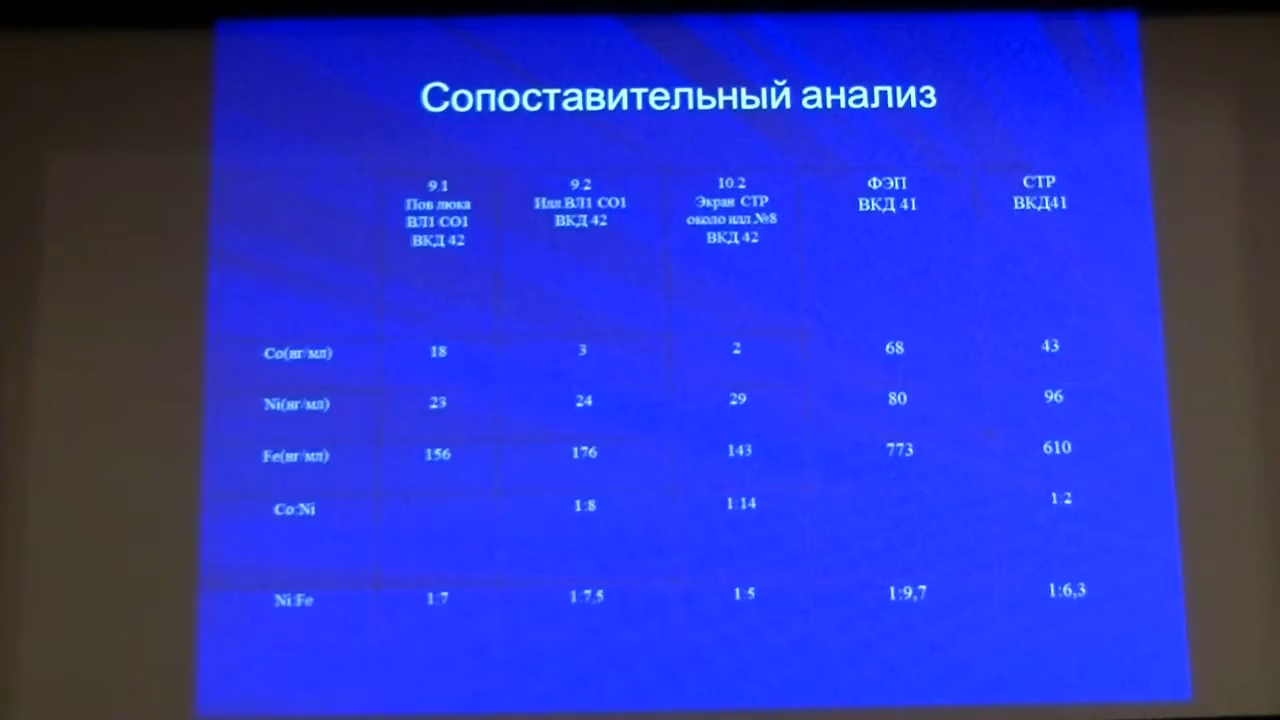 Сопоставительный анализ
9.1 9.2 10.2 ФЭП СТР
Пов люка Илл.ВЛ1 СО1 Экран СТР ВКД 41 ВКД41
ВЛ1 СО1 ВКД 42 около илл.№8
ВКД 42 ВКД 42
Co(нг/мл) 18 3 2 68 43
Ni(нг/мл) 23 24 29 80 96
Fe(нг/мл) 156 176 143 773 610
Co:Ni 1:8 1:14 1:2
Ni:Fe 1:7 1:7,5 1:5 1:9,7 1:6,3